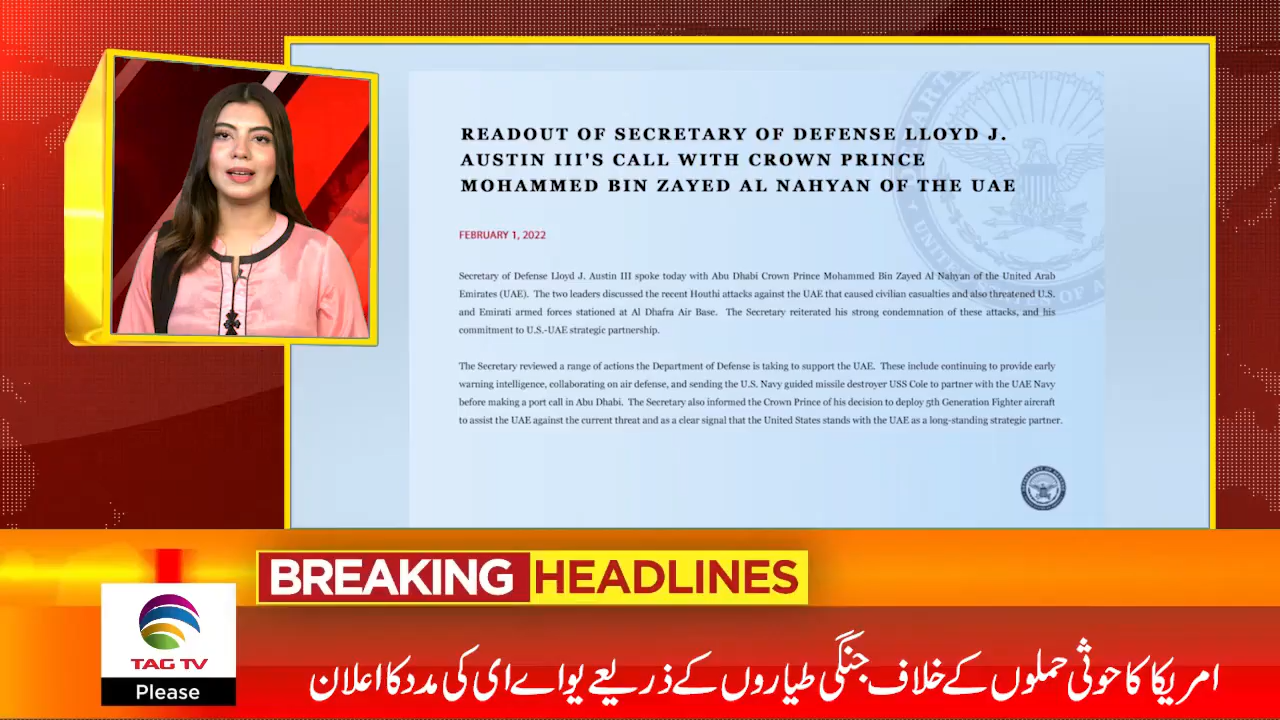 READOUT OF SECRETARY OF DEFENSE LLOYD J.
AUSTIN III'S CALL WITH CROWN PRINCE
MOHAMMED BIN ZAYED AL NAHYAN OF THE UAE
FEBRUARY 1, 2022
Secretary of Defense Lloyd J. Austin III spoke today with Abu Dhabi Crown Prince Mohammed Bin Zayed Al Nahyan of the United Arab
Emirates (UAE). The two leaders discussed the recent Houthi attacks against the UAE that caused civilian casualties and also threatened U.S.
and Emirati armed forces stationed at Al Dhafra Air Base. The Secretary reiterated his strong condemnation of these attacks, and his
commitment to U.S.-UAE strategic partnership.
The Secretary reviewed a range of actions the Department of Defense is taking to support the UAE. These include continuing to provide early
warning intelligence, collaborating on air defense, and sending the U.S. Navy guided missile destroyer USS Cole to partner with the UAE Navy
before making a port call in Abu Dhabi. The Secretary also informed the Crown Prince of his decision to deploy 5th Generation Fighter aircraft
to assist the UAE against the current threat and as a clear signal that the United States stands with the UAE as a long-standing strategic partner.
BREAKING HEADLINES
TAG TV
Please
امریکا کا حوثی حملوں کے خلاف جنگی طیاروں کے ذریعے یو اے ای کی مدد کا اعلان